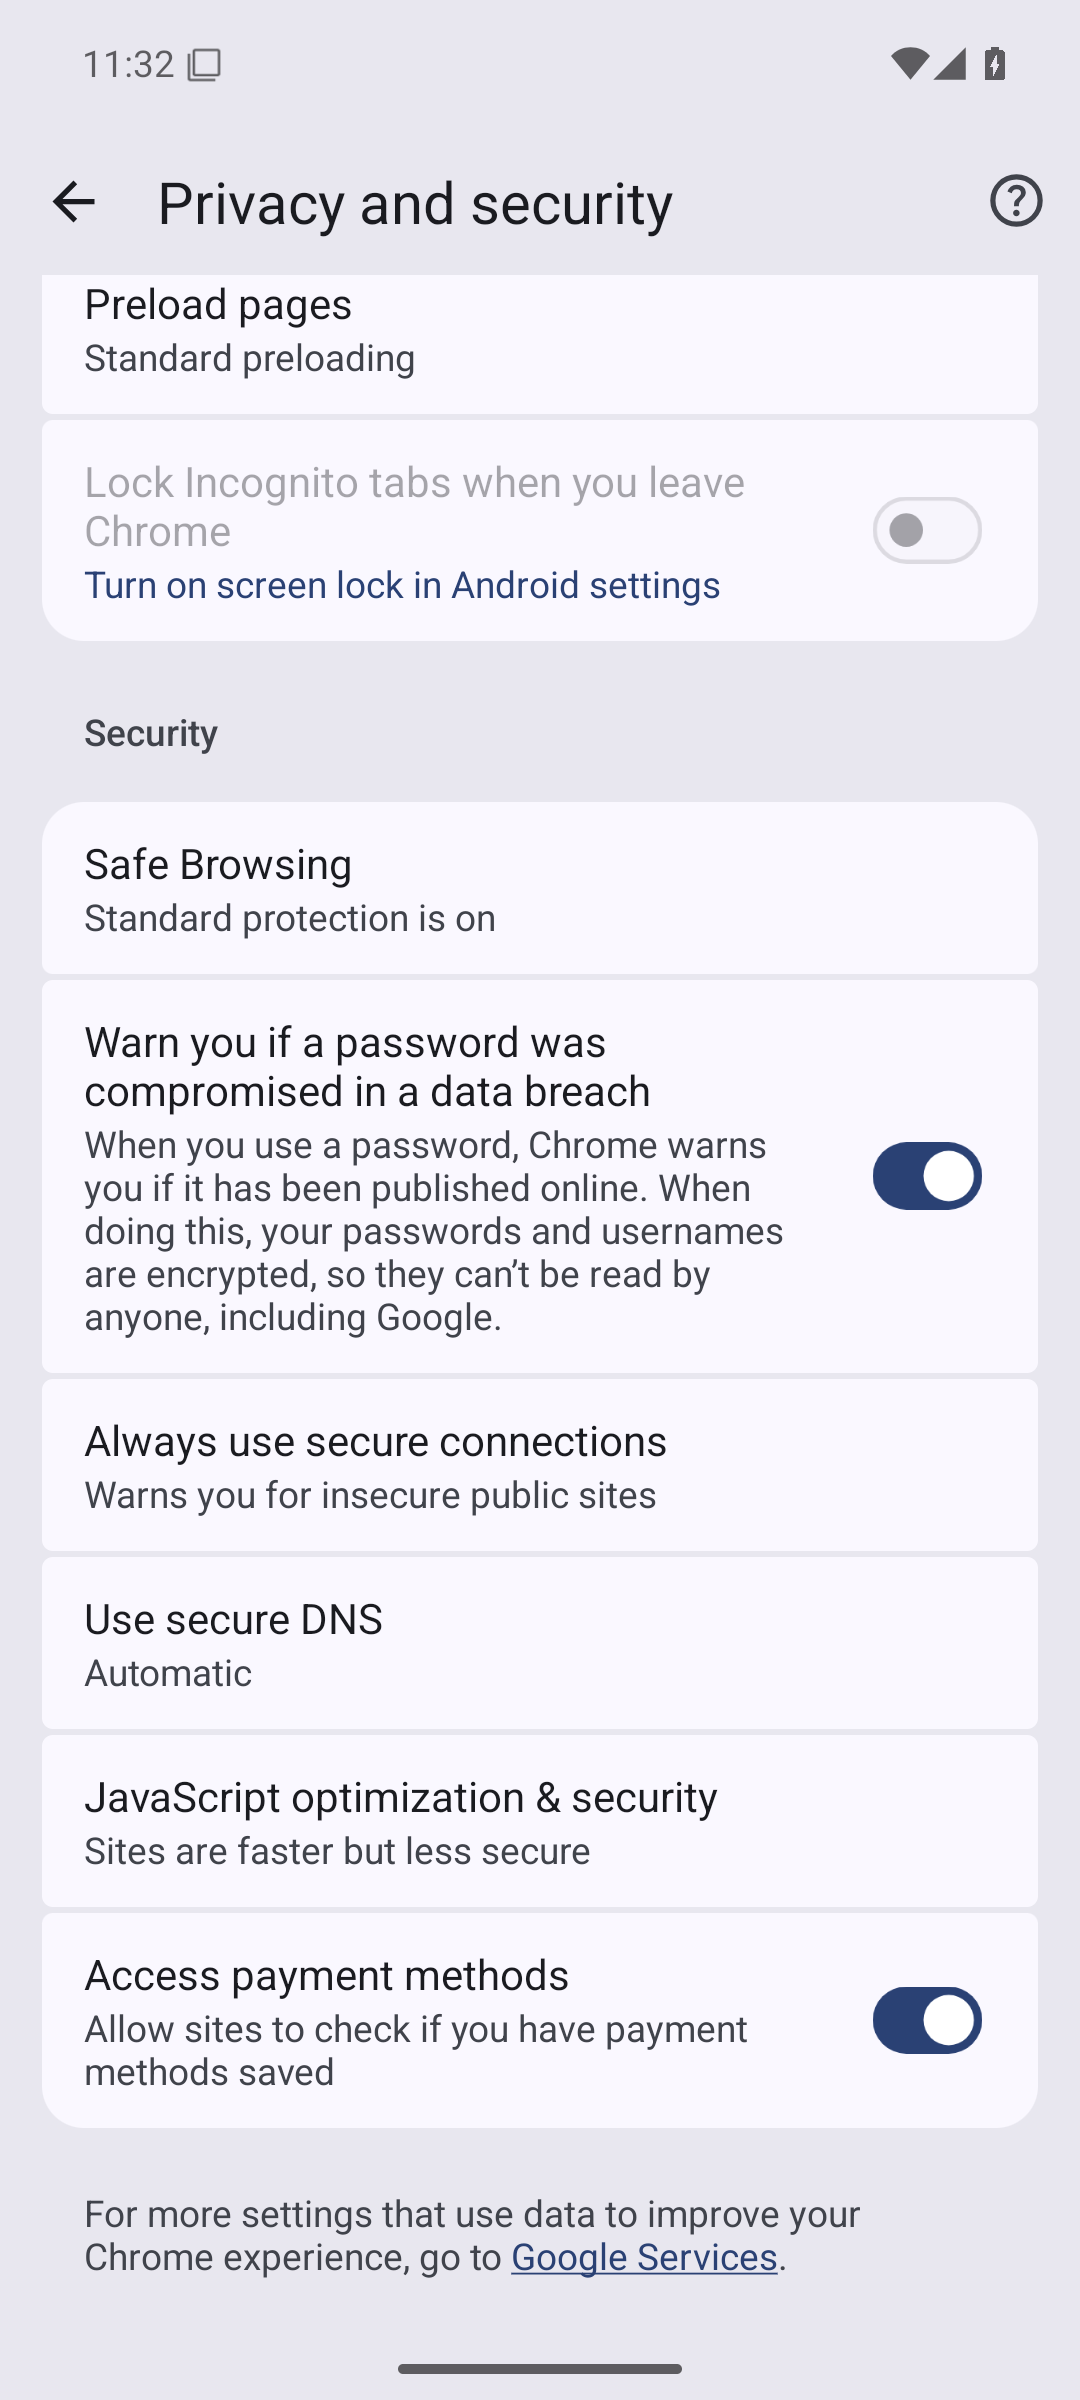 11:32
Privacy and security
Preload pages
Standard preloading
Lock Incognito tabs when you leave
Chrome
Turn on screen lock in Android settings
Security
Safe Browsing
Standard protection is on
Warn you if a password was
compromised in a data breach
When you use a password, Chrome warns
you if it has been published online. When
doing this, your passwords and usernames
are encrypted, so they can’t be read by
anyone, including Google.
Always use secure connections
Warns you for insecure public sites
Use secure DNS
Automatic
JavaScript optimization & security
Sites are faster but less secure
Access payment methods
Allow sites to check if you have payment
methods saved
For more settings that use data to improve your
Chrome experience, go to Google Services.